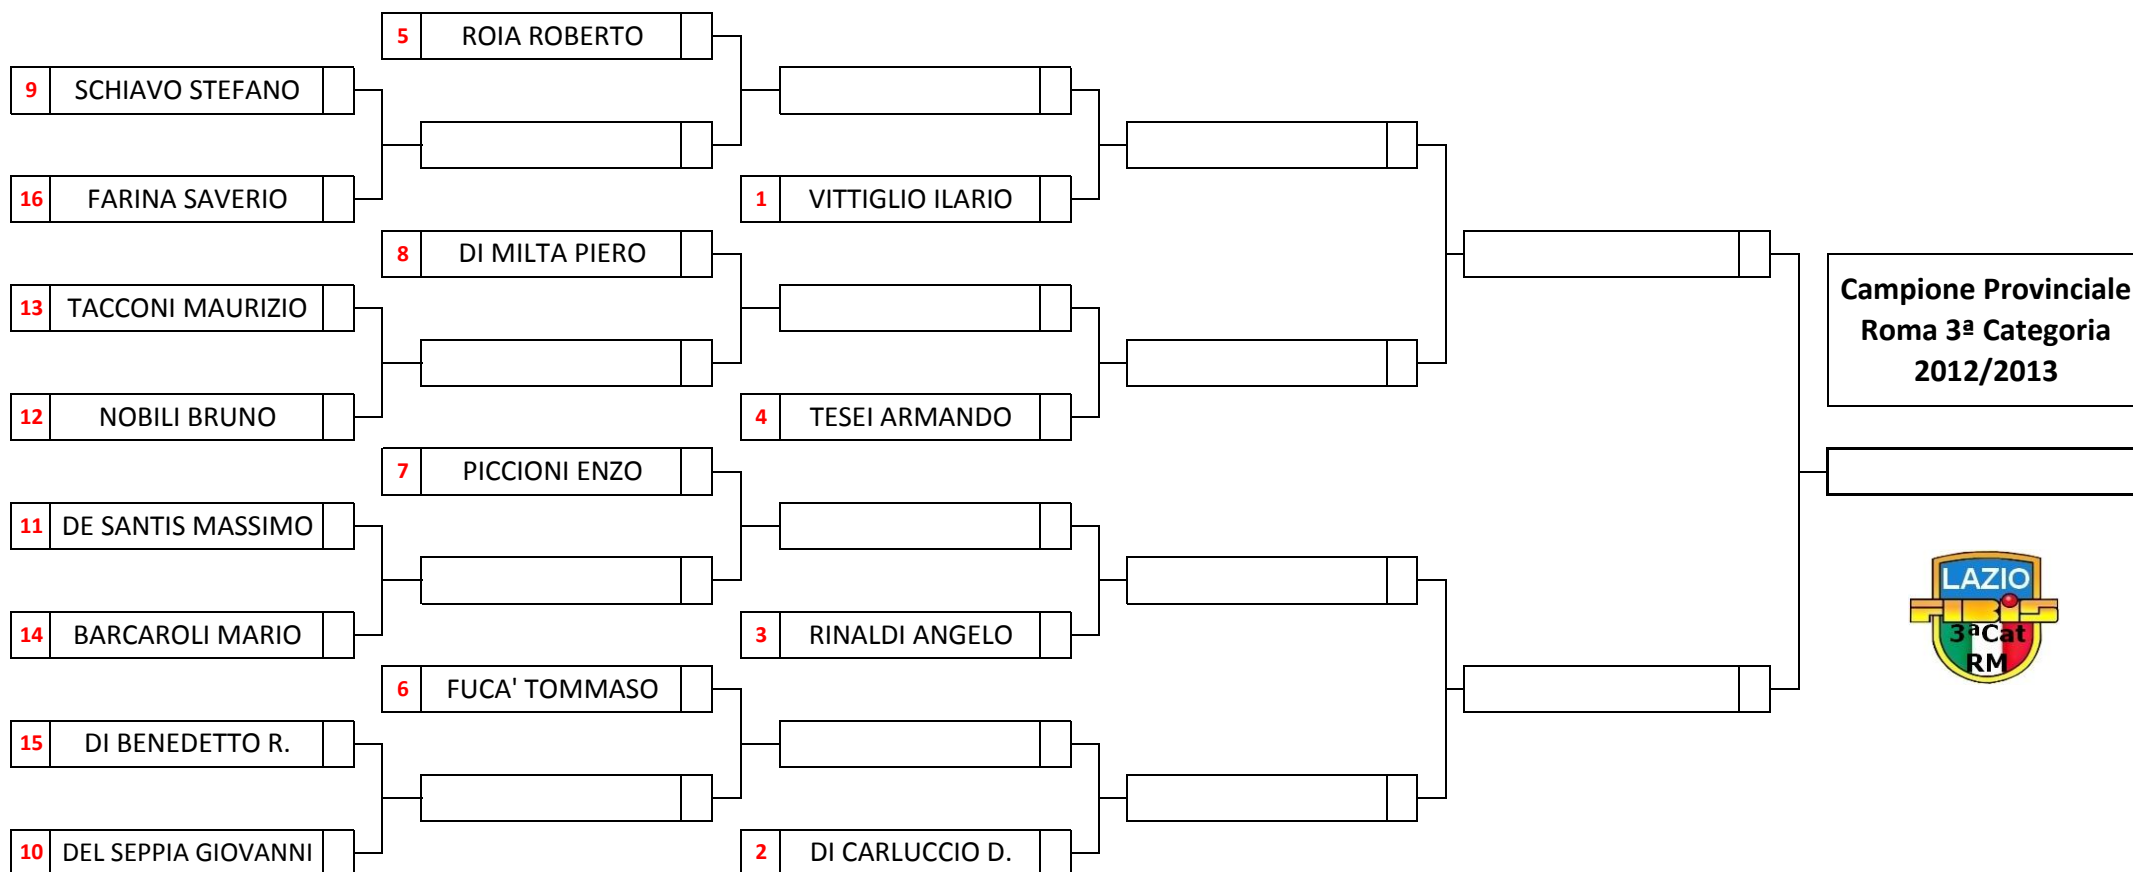 5 ROIA ROBERTO
9 SCHIAVO STEFANO
16 FARINA SAVERIO
1 VITTIGLIO ILARIO
8 DI MILTA PIERO
13 TACCONI MAURIZIO
12 NOBILI BRUNO
4 TESEI ARMANDO
7 PICCIONI ENZO
11 DE SANTIS MASSIMO
14 BARCAROLI MARIO
3 RINALDI ANGELO
6 FUCA' TOMMASO
15 DI BENEDETTO R.
10 DEL SEPPIA GIOVANNI
2 DI CARLUCCIO D.
Campione Provinciale
Roma 3ª Categoria
2012/2013
LAZIO
FIBiS
3ªCat
RM